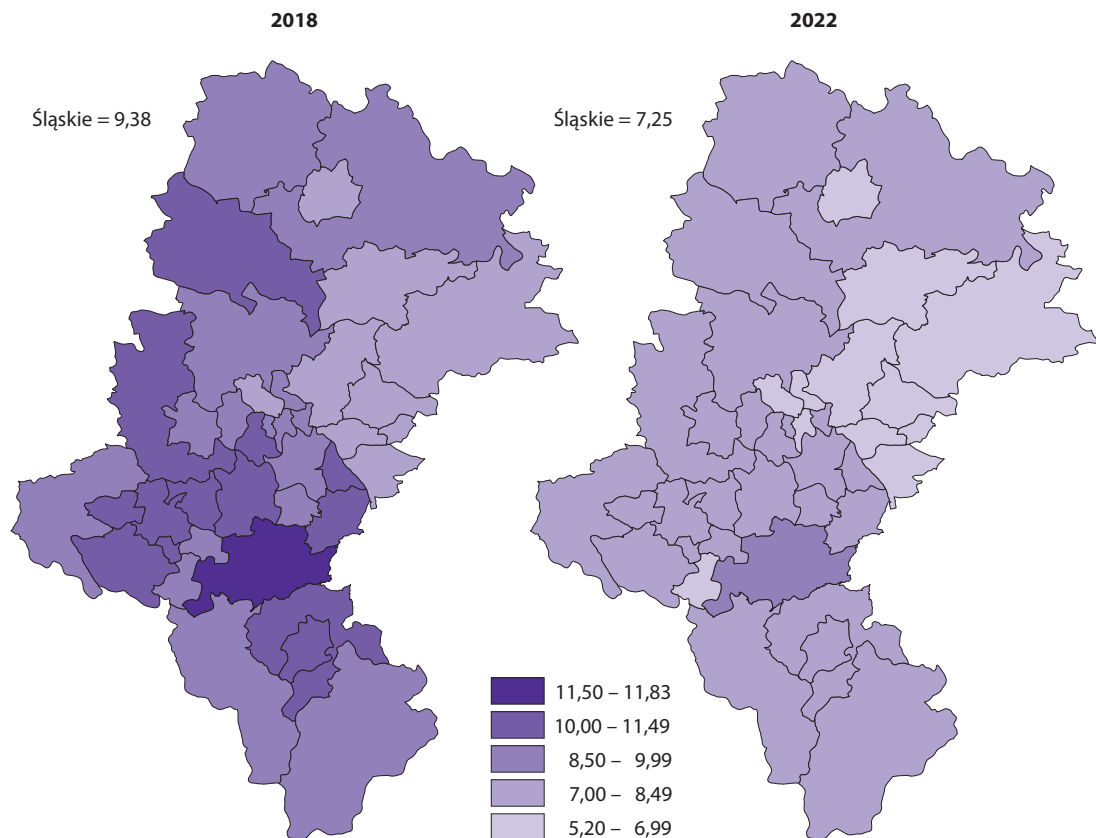 2018
2022
Śląskie = 9,38
Śląskie = 7,25
11,50 – 11,83
10,00 – 11,49
8,50 – 9,99
7,00 – 8,49
5,20 – 6,99